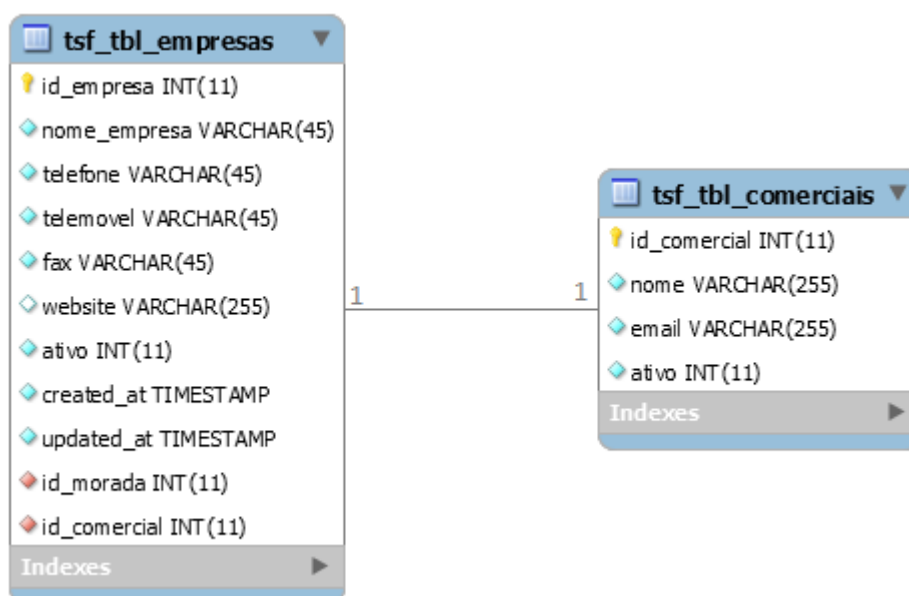 tsf_tbl_empresas
id_empresa INT(11)
nome_empresa VARCHAR(45)
telefone VARCHAR(45)
telemovel VARCHAR(45)
fax VARCHAR(45)
website VARCHAR(255)
ativo INT(11)
created_at TIMESTAMP
updated_at TIMESTAMP
id_morada INT(11)
id_comercial INT(11)
Indexes
1
1
tsf_tbl_comerciais
id_comercial INT(11)
nome VARCHAR(255)
email VARCHAR(255)
ativo INT(11)
Indexes